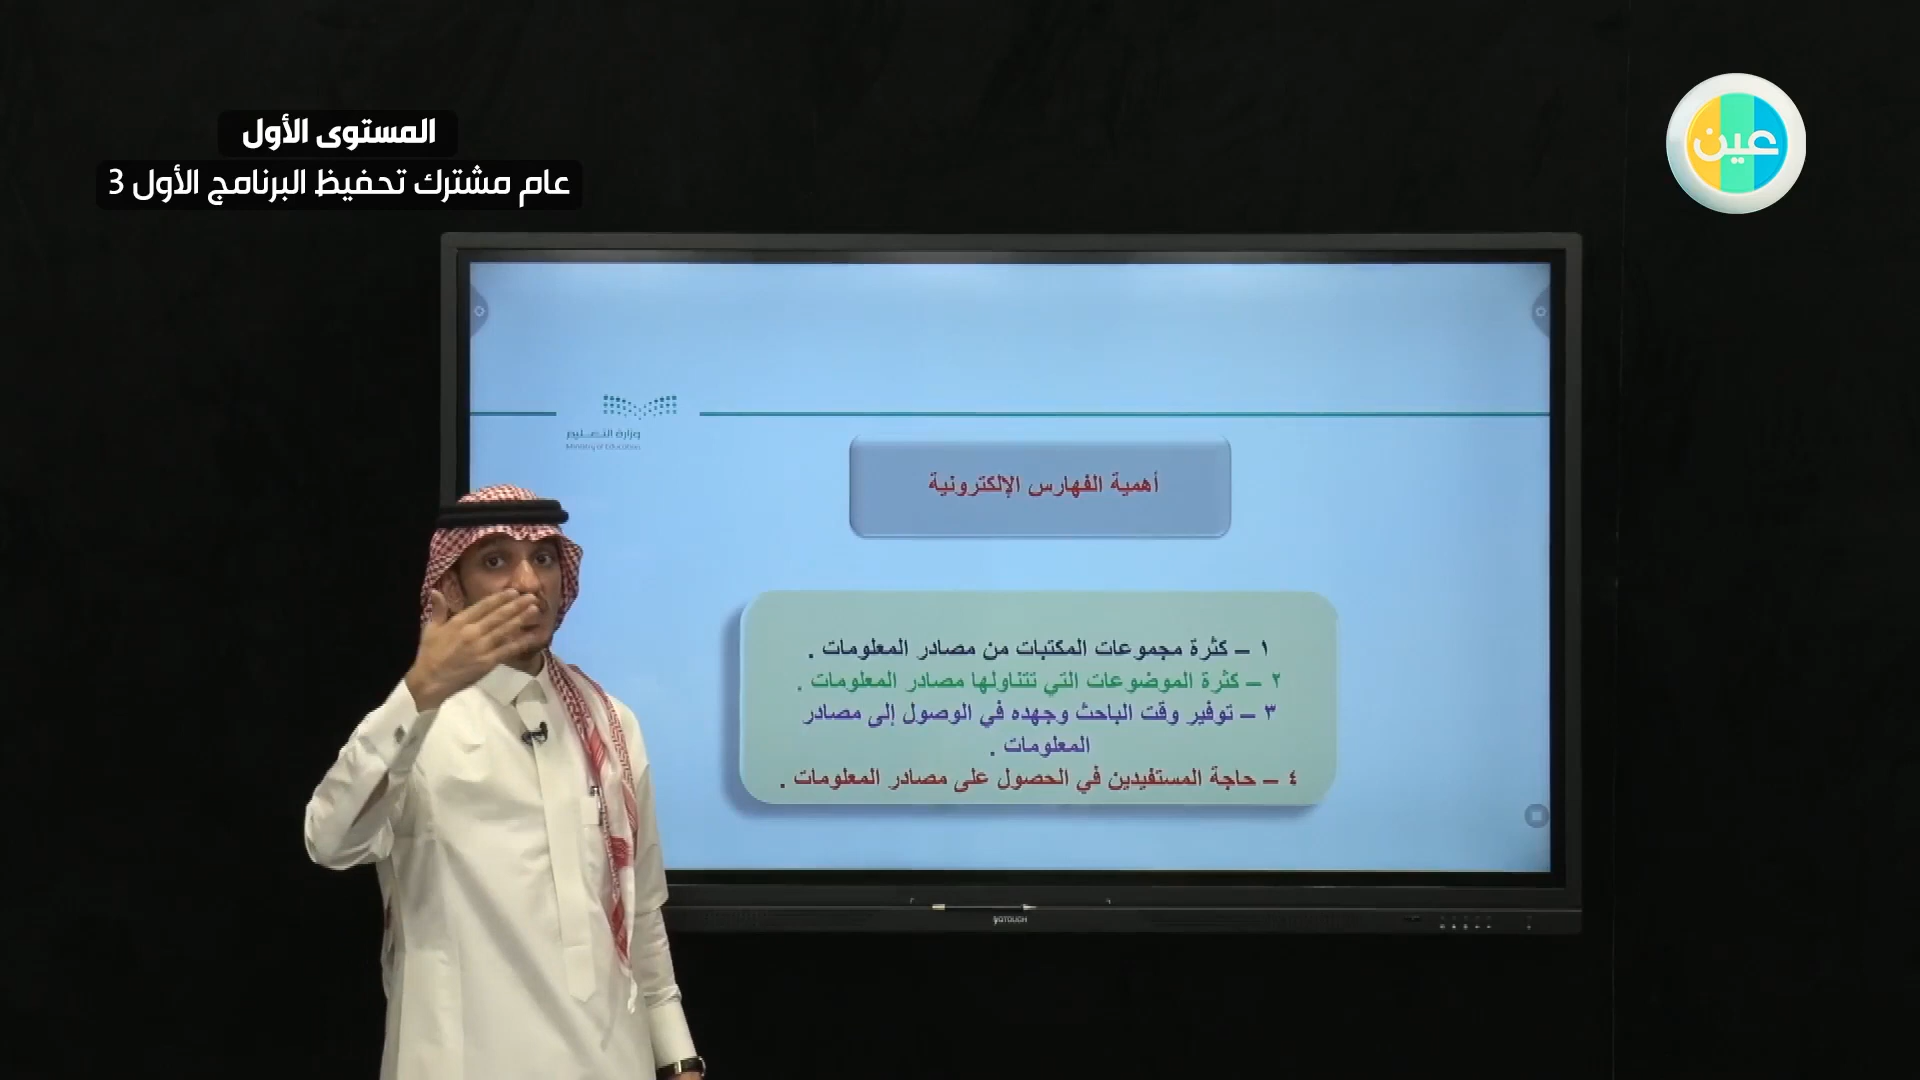 المستوى الأول
عام مشترك تحفيظ البرنامج الأول 3
عين
وزارة التعليم
Ministry of Education
أهمية الفهارس الإلكترونية
١ – كثرة مجموعات المكتبات من مصادر المعلومات .
٢ – كثرة الموضوعات التي تتناولها مصادر المعلومات .
٣ – توفير وقت الباحث وجهده في الوصول إلى مصادر
المعلومات .
٤ – حاجة المستفيدين في الحصول على مصادر المعلومات .